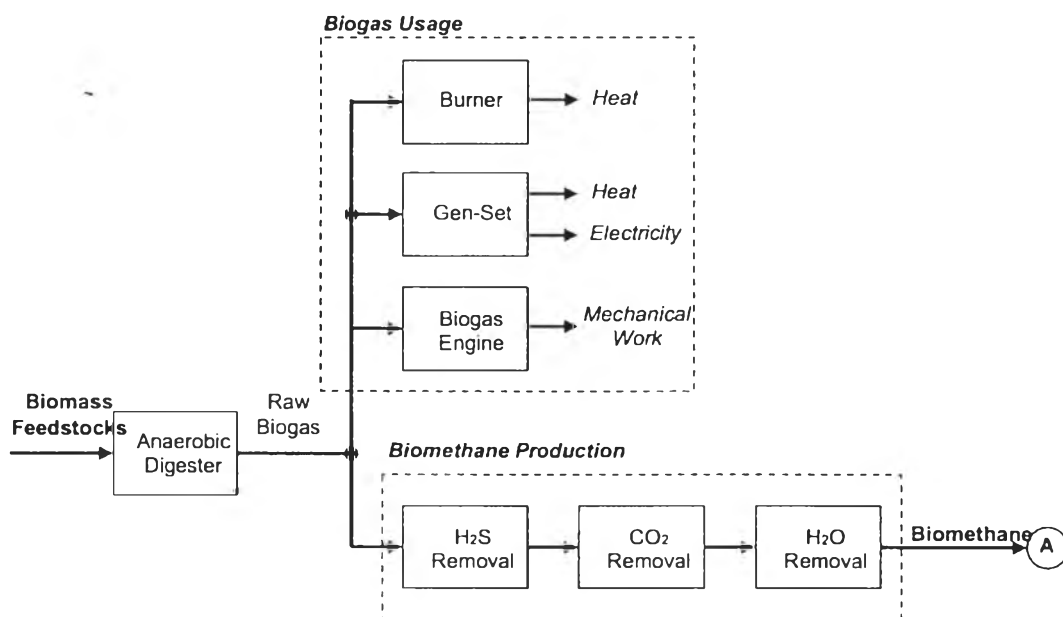 Biogas Usage
Burner
Heat
Gen-Set
Heat
Electricity
Biogas
Engine
Mechanical
Work
Biomass
Feedstocks
Anaerobic
Digester
Raw
Biogas
Biomethane Production
H₂S
Removal
CO₂
Removal
H₂O
Removal
Biomethane
A